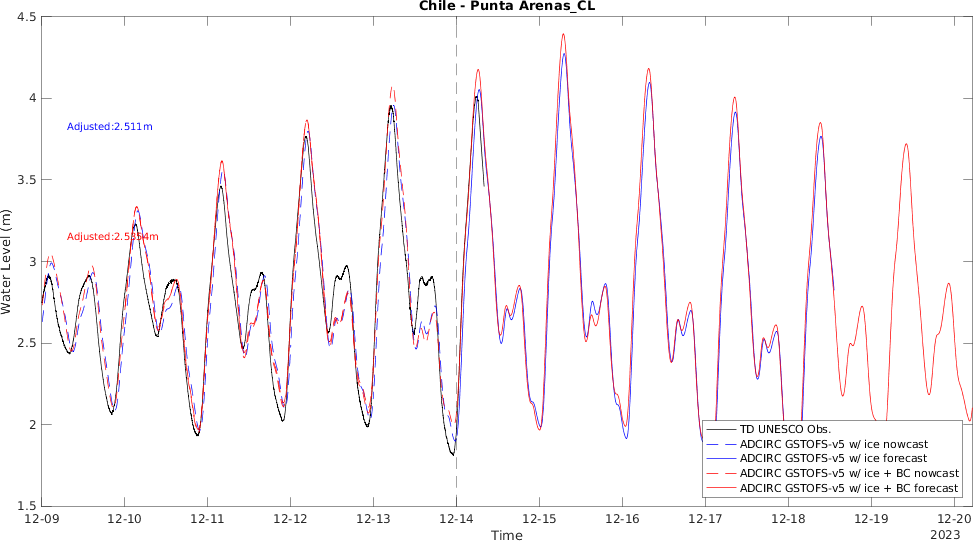 Chile - Punta Arenas_CL
4.5
4
3.5
3
2.5
2
1.5
Water Level (m)
Adjusted:2.511m
Adjusted:2.5354m
TD UNESCO Obs.
ADCIRC GSTOFS-v5 w/ ice nowcast
ADCIRC GSTOFS-v5 w/ ice forecast
ADCIRC GSTOFS-v5 w/ ice + BC nowcast
ADCIRC GSTOFS-v5 w/ ice + BC forecast
12-09 12-10 12-11 12-12 12-13 12-14 12-15 12-16 12-17 12-18 12-19 12-20
Time
2023